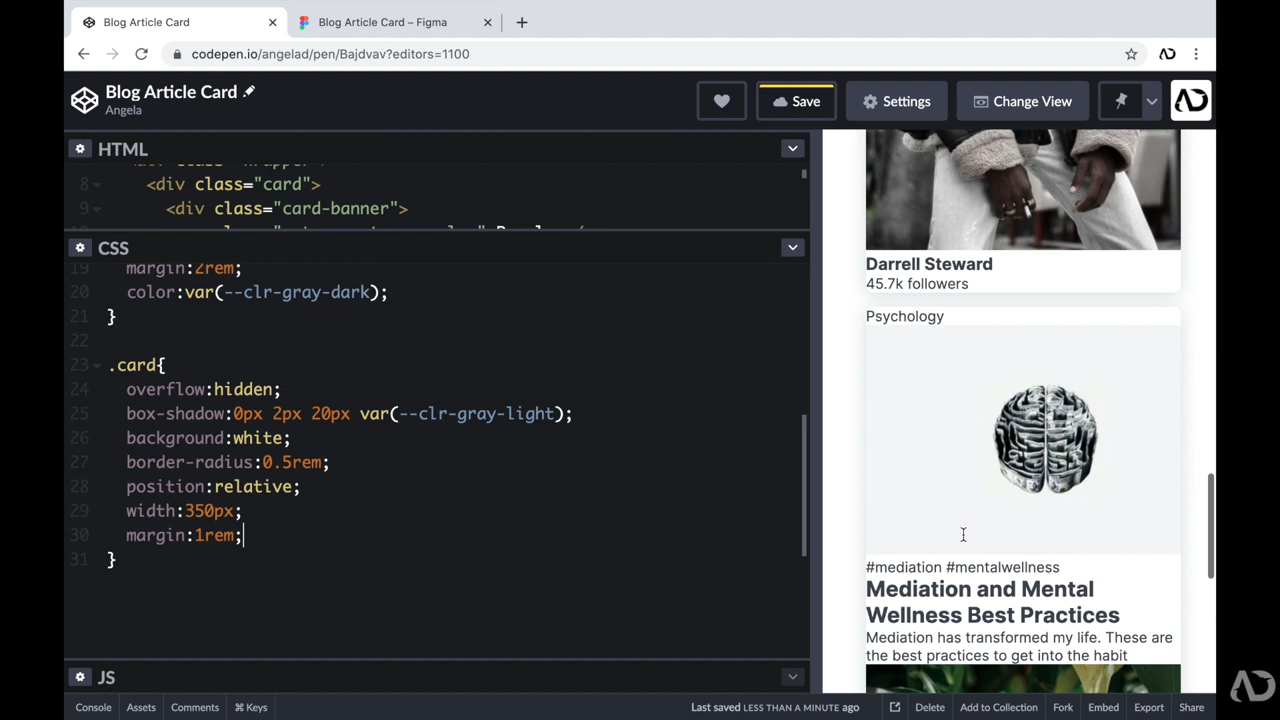 Blog Article Card
Blog Article Card – Figma
codepen.io/angelad/pen/Bajdvav?editors=1100
Blog Article Card
Angela
Save
Settings
Change View
HTML
8 <div class="card">
9 <div class="card-banner">
CSS
19 margin:2rem;
20 color:var(--clr-gray-dark);
21 }
22
23 .card{
24 overflow:hidden;
25 box-shadow:0px 2px 20px var(--clr-gray-light);
26 background:white;
27 border-radius:0.5rem;
28 position:relative;
29 width:350px;
30 margin:1rem;
31 }
JS
Darrell Steward
45.7k followers
Psychology
#mediation #mentalwellness
Mediation and Mental
Wellness Best Practices
Mediation has transformed my life. These are
the best practices to get into the habit
Console
Assets
Comments
⌘ Keys
Last saved LESS THAN A MINUTE ago
Delete
Add to Collection
Fork
Embed
Export
Share